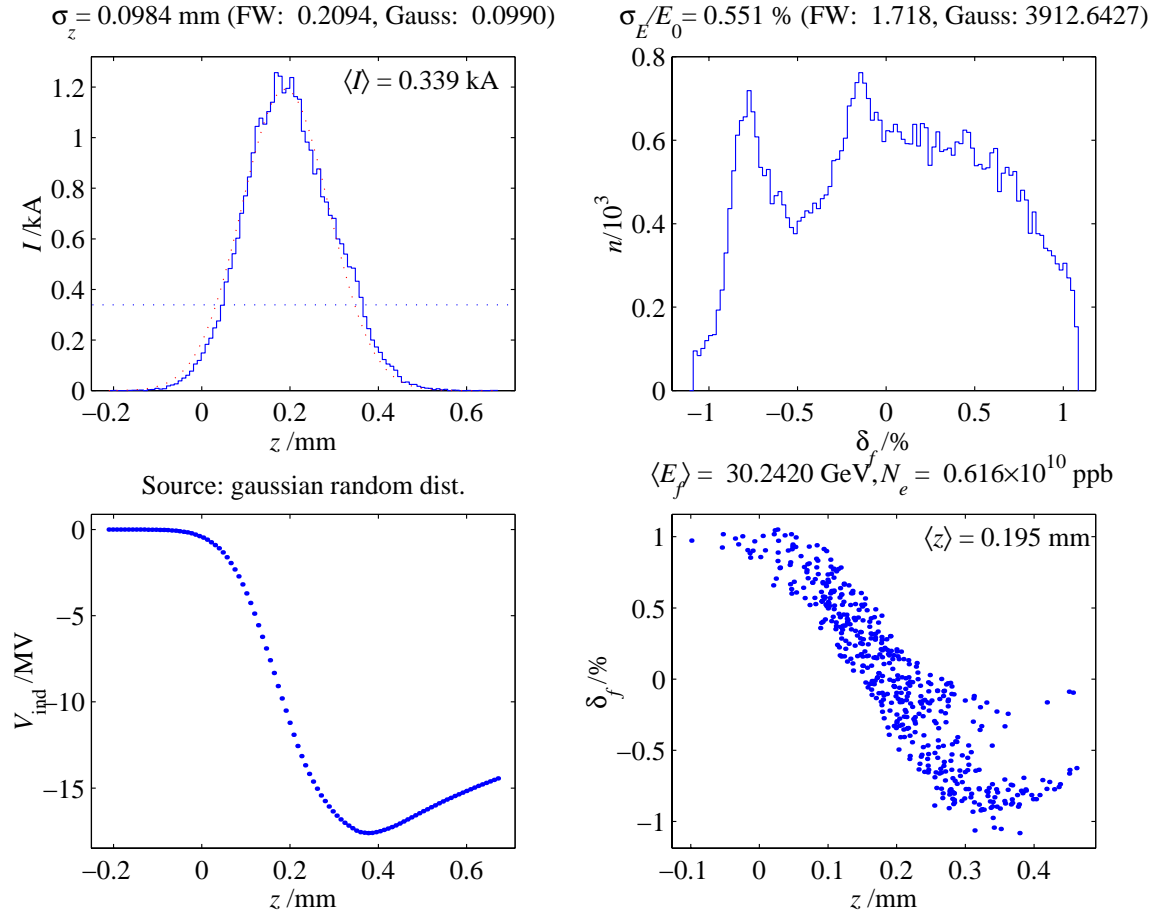 σz = 0.0984 mm (FW: 0.2094, Gauss: 0.0990)
⟨I⟩ = 0.339 kA
I /kA
1.2
1
0.8
0.6
0.4
0.2
0
−0.2 0 0.2 0.4 0.6
z /mm
σE/E0 = 0.551 % (FW: 1.718, Gauss: 3912.6427)
n/10³
0.8
0.6
0.4
0.2
0
−1 −0.5 0 0.5 1
δf /%
Source: gaussian random dist.
Vind /MV
0
−5
−10
−15
−0.2 0 0.2 0.4 0.6
z /mm
⟨Ef⟩ = 30.2420 GeV, Ne = 0.616×10¹⁰ ppb
⟨z⟩ = 0.195 mm
δf /%
1
0.5
0
−0.5
−1
−0.1 0 0.1 0.2 0.3 0.4
z /mm